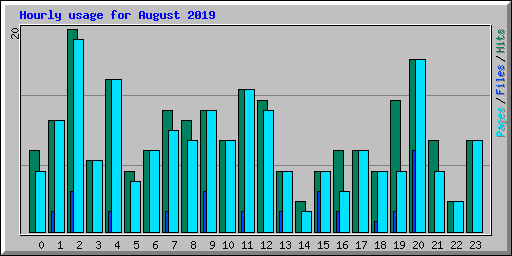 Hourly usage for August 2019
20
Pages/Files/Hits
0 1 2 3 4 5 6 7 8 9 10 11 12 13 14 15 16 17 18 19 20 21 22 23